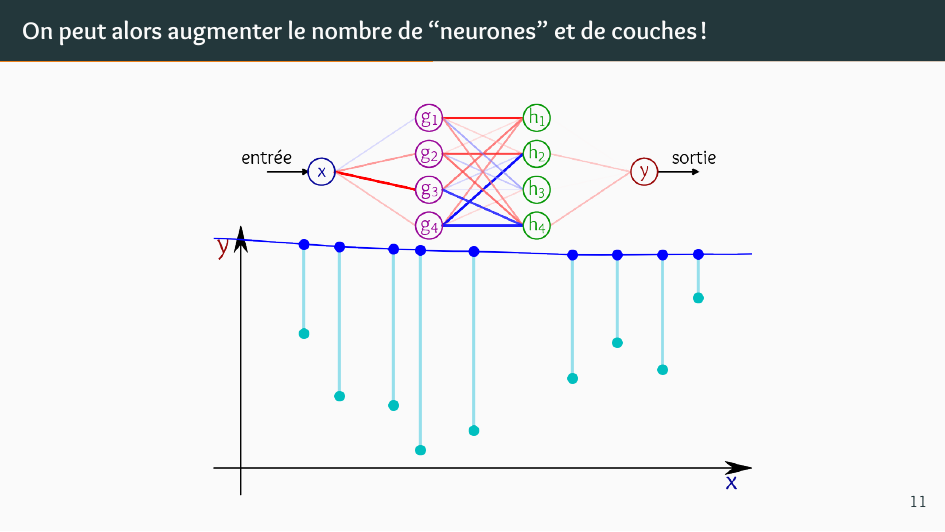 On peut alors augmenter le nombre de “neurones” et de couches !
g1 h1
entrée x g2 h2 y sortie
g3 h3
g4 h4
y
x
11